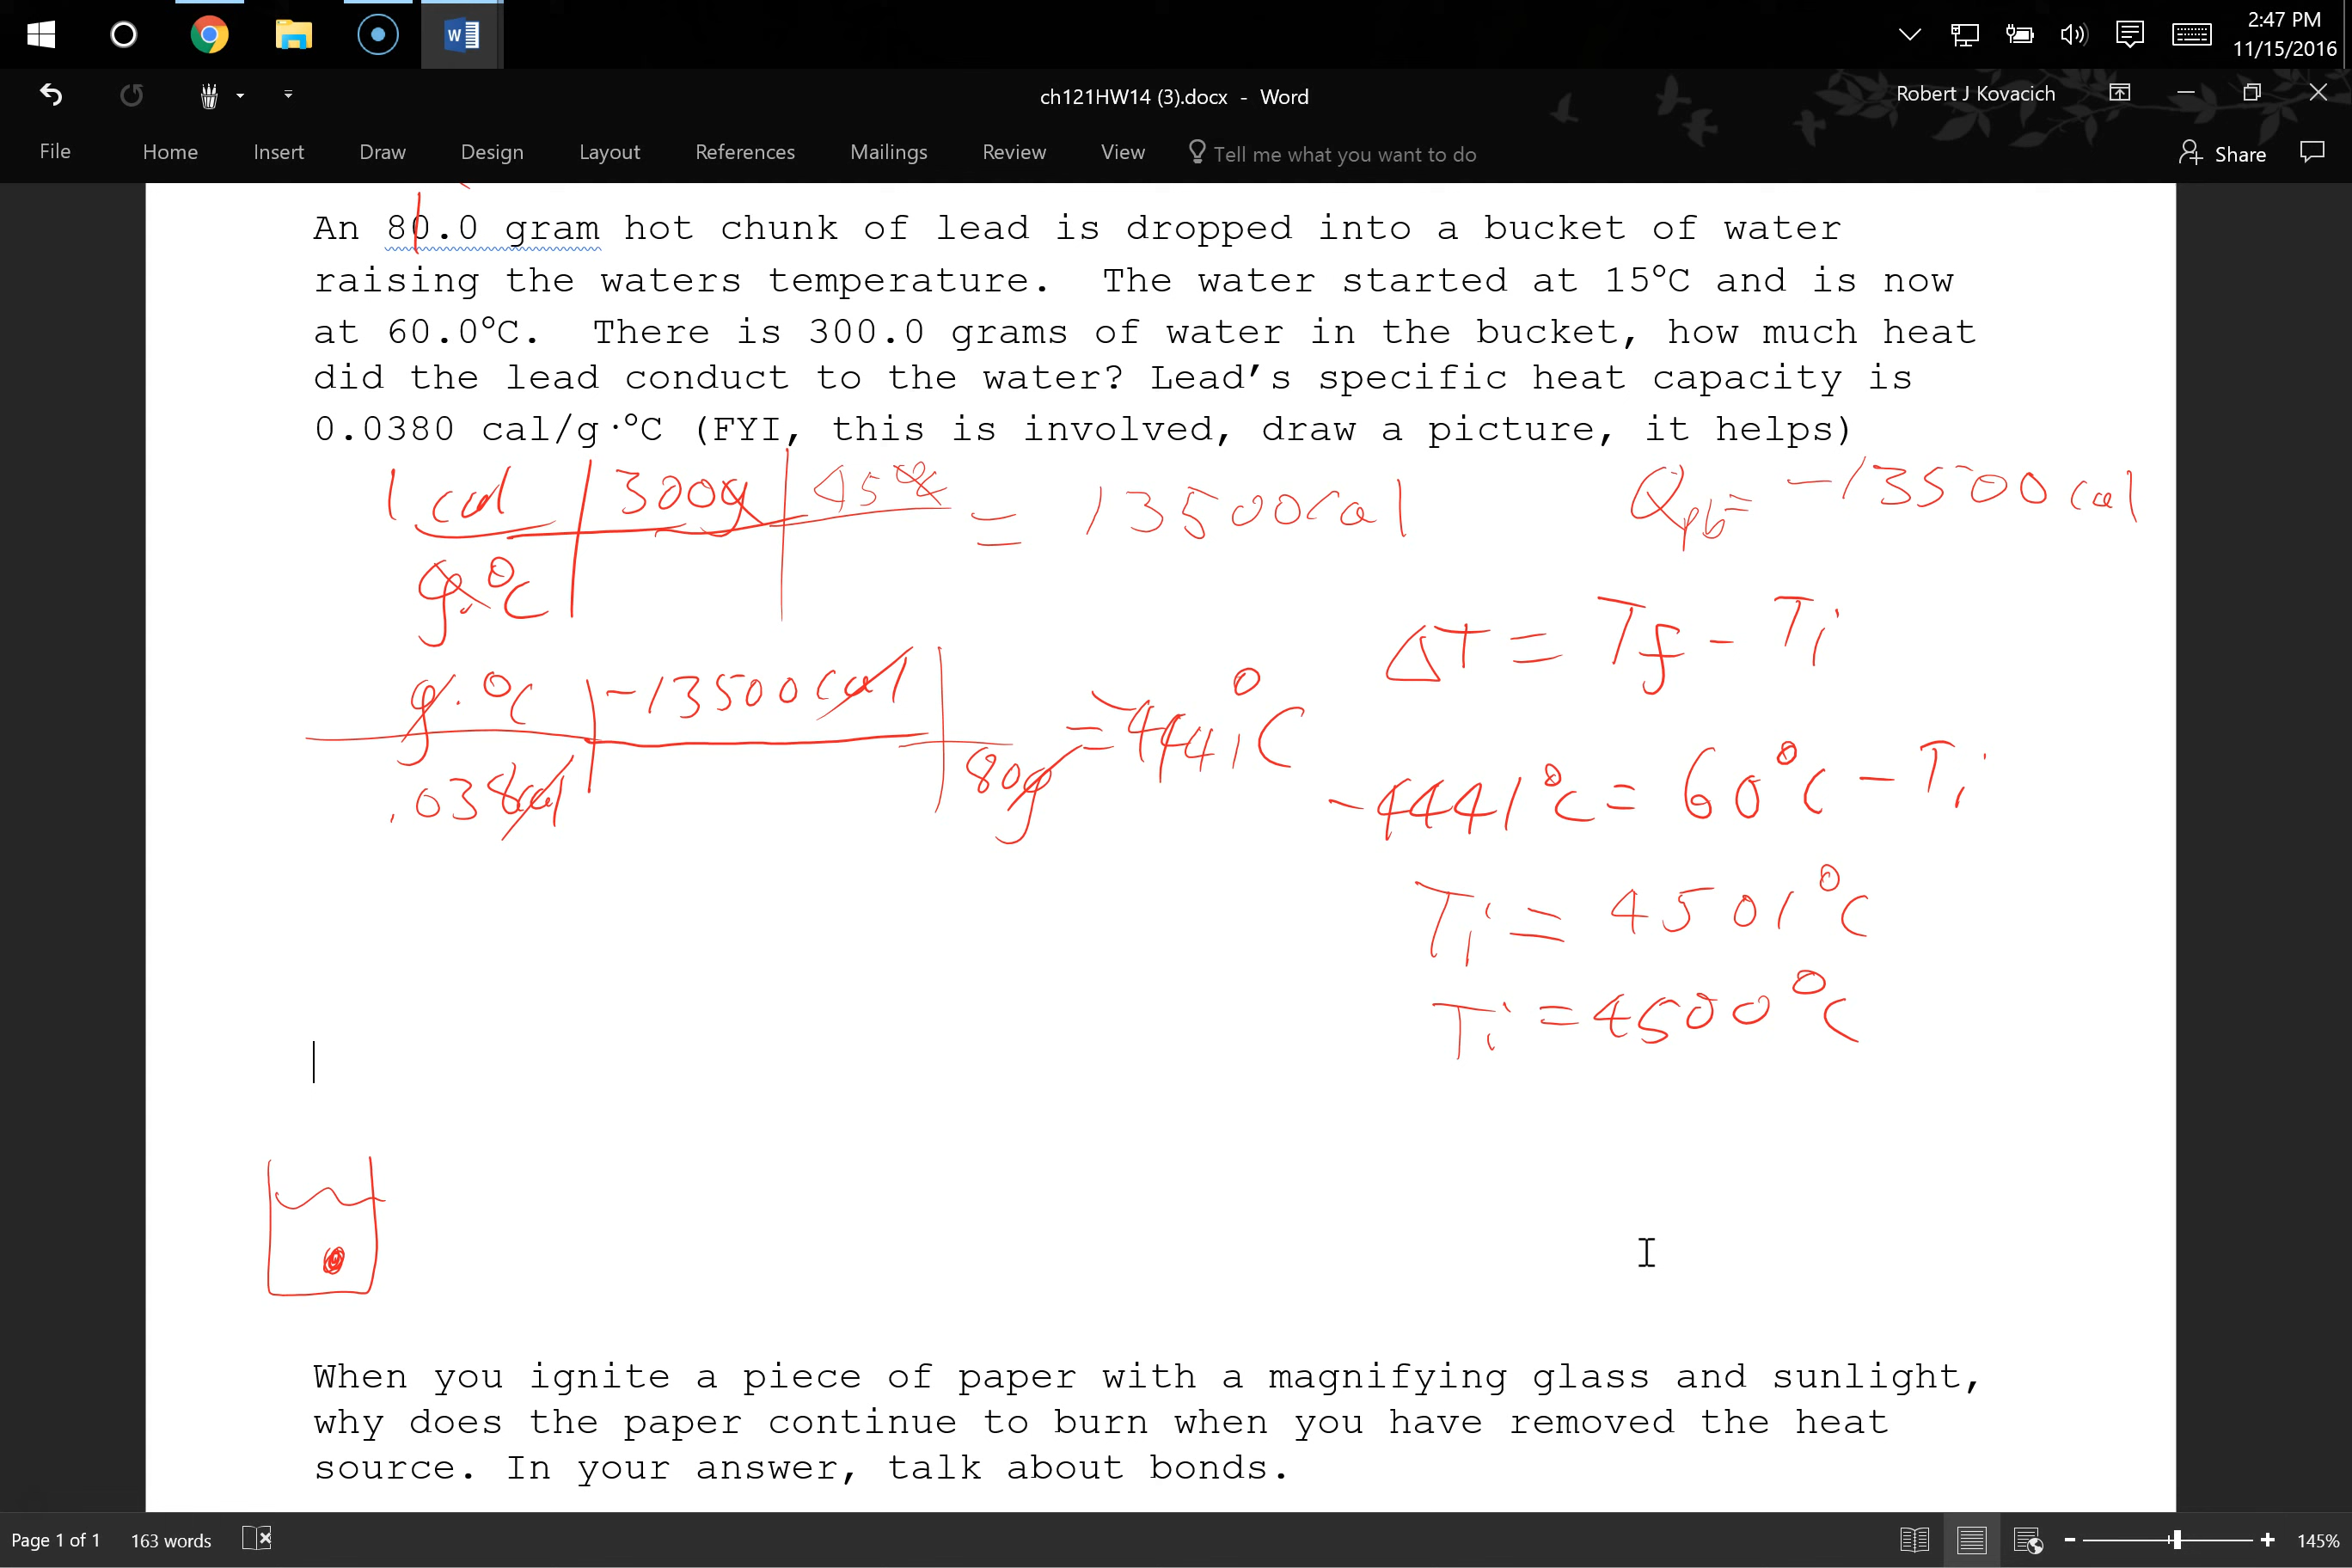 2:47 PM
11/15/2016
ch121HW14 (3).docx - Word
Robert J Kovacich
File Home Insert Draw Design Layout References Mailings Review View Tell me what you want to do Share
An 80.0 gram hot chunk of lead is dropped into a bucket of water
raising the waters temperature. The water started at 15°C and is now
at 60.0°C. There is 300.0 grams of water in the bucket, how much heat
did the lead conduct to the water? Lead’s specific heat capacity is
0.0380 cal/g·°C (FYI, this is involved, draw a picture, it helps)
1 cal | 300g | 45°C = 13500cal
g·°C
Qpb = -13500 cal
ΔT = Tf - Ti
g·°C | -13500cal | = -4441°C
.038cal | 80g
-4441°C = 60°C - Ti
Ti = 4501°C
Ti = 4500°C
When you ignite a piece of paper with a magnifying glass and sunlight,
why does the paper continue to burn when you have removed the heat
source. In your answer, talk about bonds.
Page 1 of 1 163 words 145%